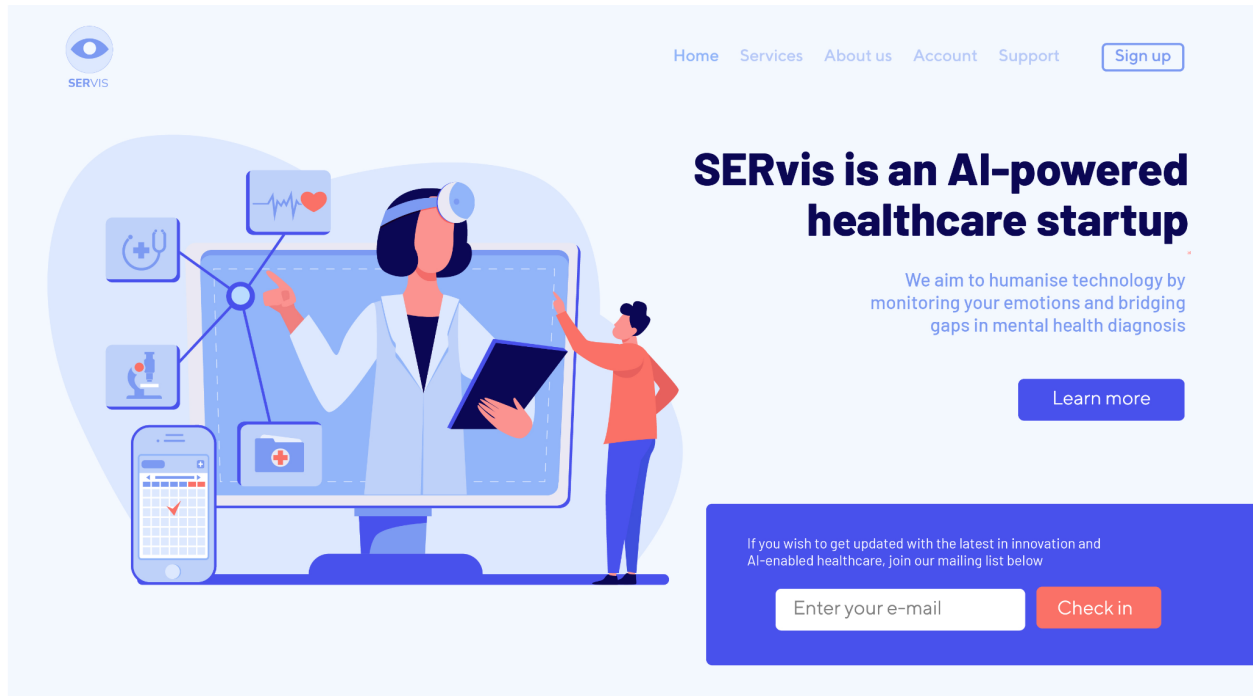 SERVIS
Home Services About us Account Support Sign up
SERvis is an AI-powered
healthcare startup
We aim to humanise technology by
monitoring your emotions and bridging
gaps in mental health diagnosis
Learn more
If you wish to get updated with the latest in innovation and
AI-enabled healthcare, join our mailing list below
Enter your e-mail
Check in